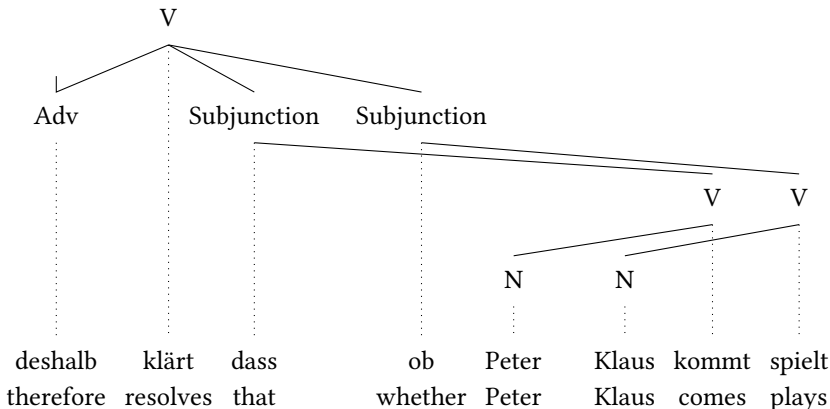 V
Adv Subjunction Subjunction
V V
N N
deshalb klärt dass ob Peter Klaus kommt spielt
therefore resolves that whether Peter Klaus comes plays